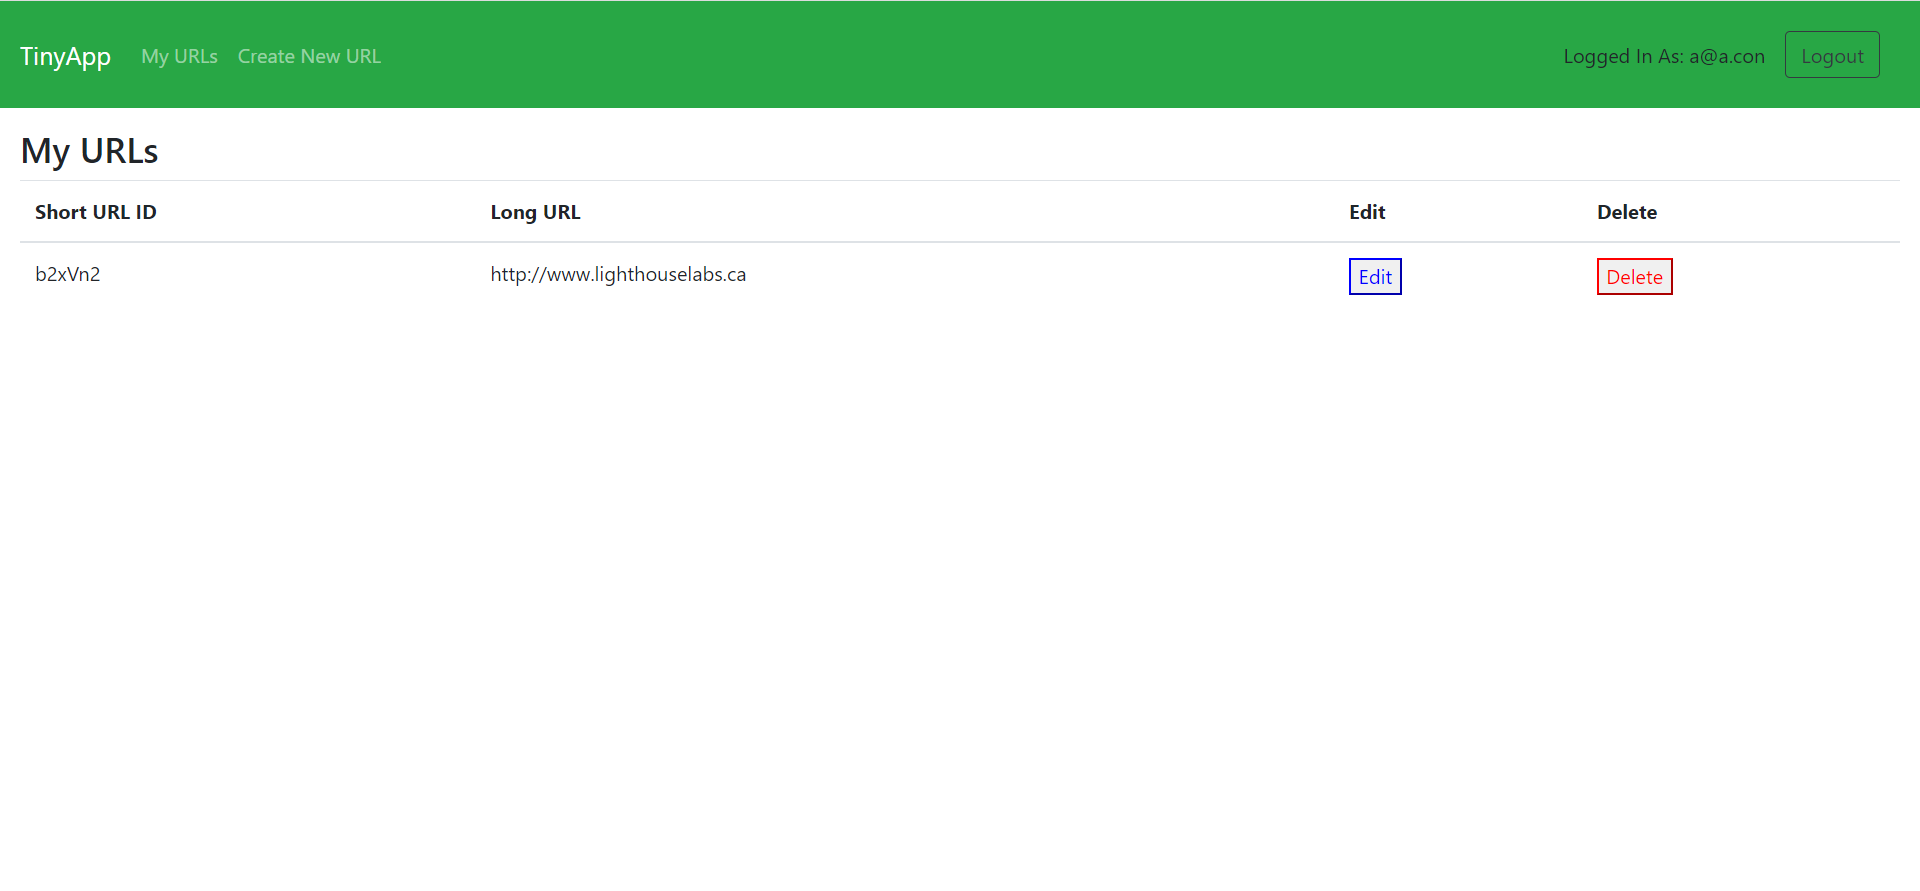 TinyApp My URLs Create New URL Logged In As: a@a.con Logout
My URLs
Short URL ID Long URL Edit Delete
b2xVn2 http://www.lighthouselabs.ca Edit Delete